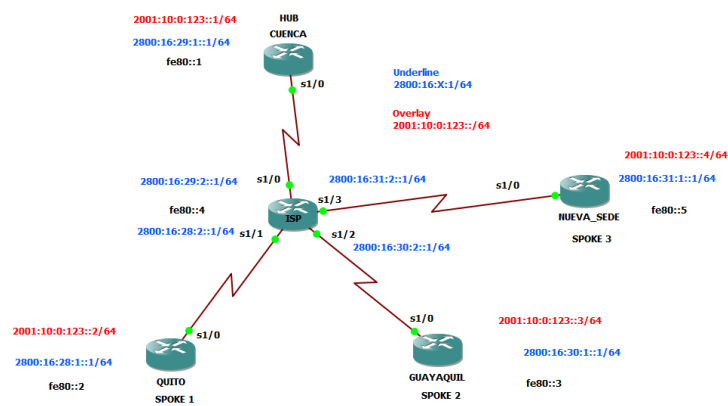 HUB
2001:10:0:123::1/64
CUENCA
2800:16:29:1::1/64
fe80::1
s1/0
Underline
2800:16:X:1/64
Overlay
2001:10:0:123::/64
2001:10:0:123::4/64
2800:16:29:2::1/64
s1/0
2800:16:31:2::1/64
s1/0
2800:16:31:1::1/64
s1/3
fe80::4
ISP
NUEVA_SEDE
fe80::5
2800:16:28:2::1/64
s1/1
s1/2
2800:16:30:2::1/64
SPOKE 3
s1/0
2001:10:0:123::3/64
2001:10:0:123::2/64
s1/0
2800:16:28:1::1/64
2800:16:30:1::1/64
QUITO
GUAYAQUIL
fe80::2
fe80::3
SPOKE 1
SPOKE 2